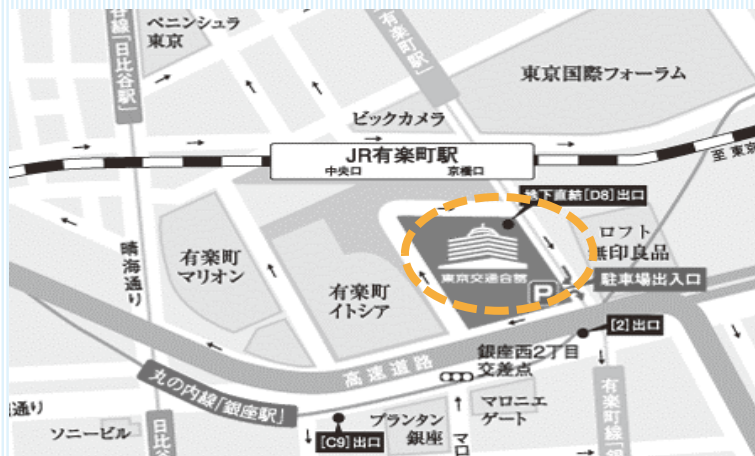 ペニンシュラ
東京
谷線「日比谷駅」
有楽町駅」
東京国際フォーラム
ビックカメラ
JR有楽町駅
中央口
京橋口
至 東京
地下直結[D8]出口
ロフト
無印良品
東京交通会館
P
駐車場出入口
晴海通り
有楽町
マリオン
有楽町
イトシア
[2]出口
高速道路
銀座西2丁目
交差点
丸の内線「銀座駅」
通り
ソニービル
日比
[C9]出口
プランタン
銀座
マロニエ
ゲート
マロ
有楽町線「銀